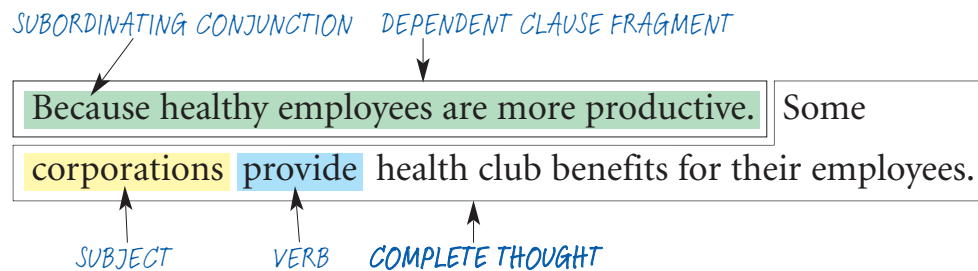 SUBORDINATING CONJUNCTION DEPENDENT CLAUSE FRAGMENT
Because healthy employees are more productive. Some
corporations provide health club benefits for their employees.
SUBJECT VERB COMPLETE THOUGHT